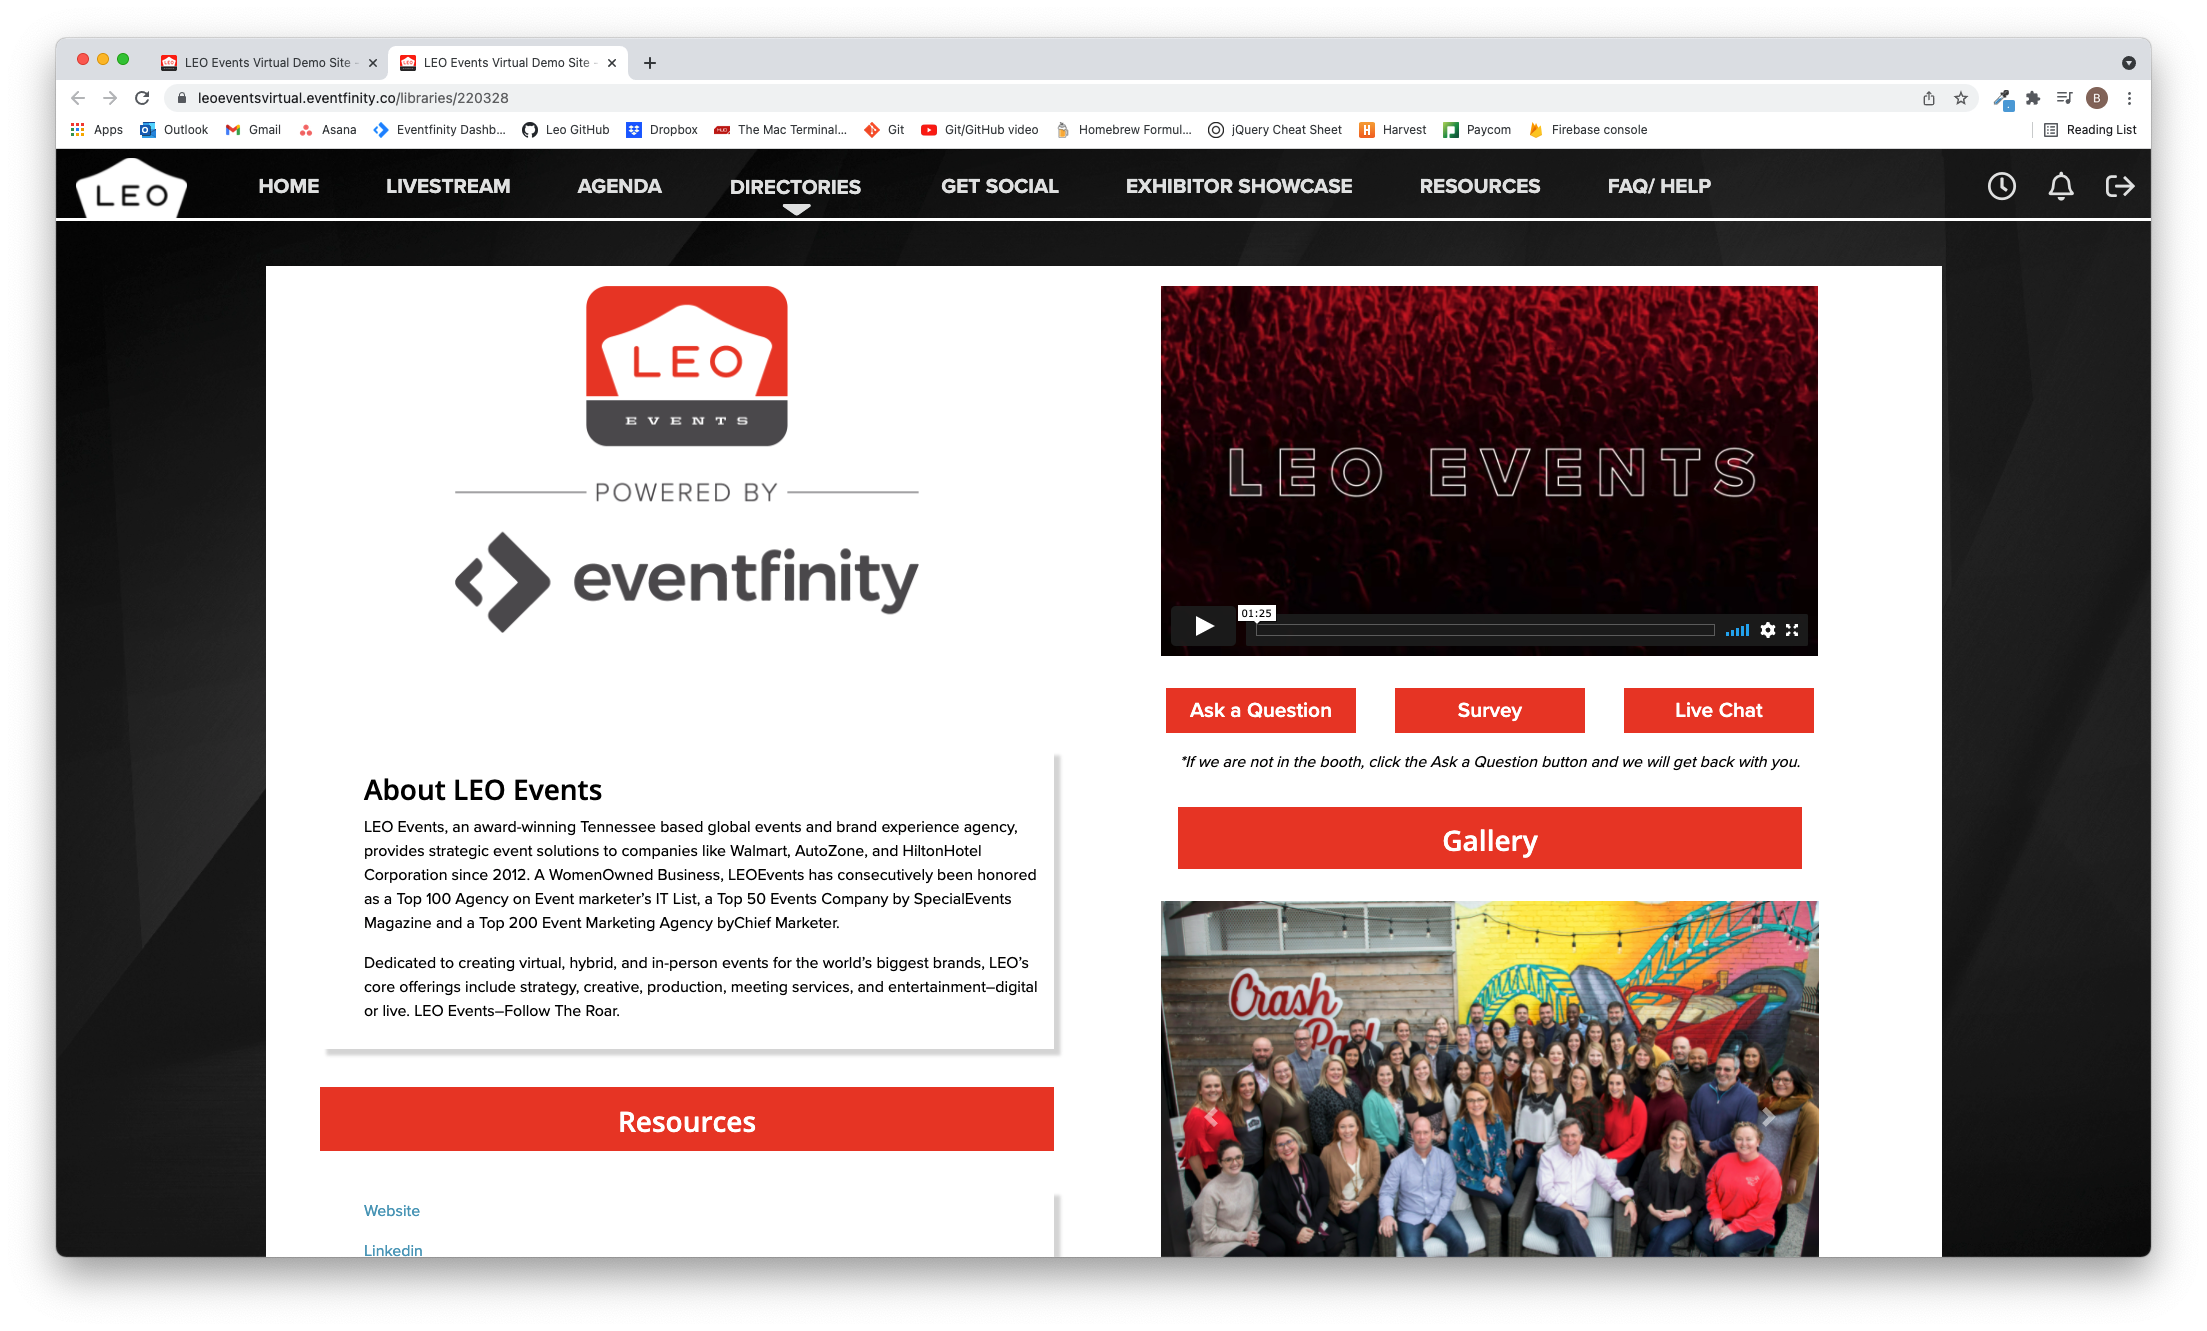 LEO Events Virtual Demo Site -
LEO Events Virtual Demo Site -
leoeventsvirtual.eventfinity.co/libraries/220328
B
Apps Outlook Gmail Asana Eventfinity Dashb... Leo GitHub Dropbox The Mac Terminal... Git Git/GitHub video Homebrew Formul... jQuery Cheat Sheet Harvest Paycom Firebase console Reading List
LEO HOME LIVESTREAM AGENDA DIRECTORIES GET SOCIAL EXHIBITOR SHOWCASE RESOURCES FAQ/ HELP
LEO
EVENTS
POWERED BY
eventfinity
About LEO Events
LEO Events, an award-winning Tennessee based global events and brand experience agency,
provides strategic event solutions to companies like Walmart, AutoZone, and HiltonHotel
Corporation since 2012. A WomenOwned Business, LEOEvents has consecutively been honored
as a Top 100 Agency on Event marketer's IT List, a Top 50 Events Company by SpecialEvents
Magazine and a Top 200 Event Marketing Agency byChief Marketer.
Dedicated to creating virtual, hybrid, and in-person events for the world's biggest brands, LEO's
core offerings include strategy, creative, production, meeting services, and entertainment–digital
or live. LEO Events–Follow The Roar.
Resources
Website
Linkedin
LEO EVENTS
01:25
Ask a Question Survey Live Chat
*If we are not in the booth, click the Ask a Question button and we will get back with you.
Gallery
Crash
Pad